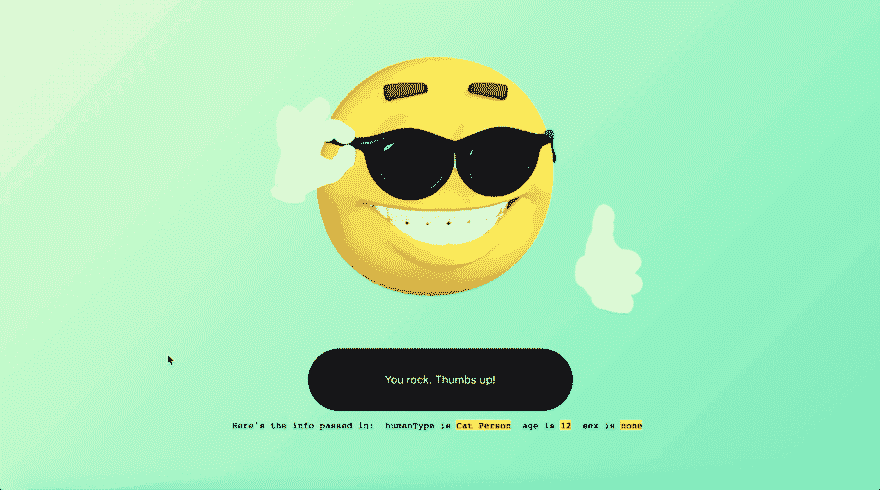 You rock. Thumbs up!
Here's the info passed in: humanType is Cat Person age is 12 sex is none